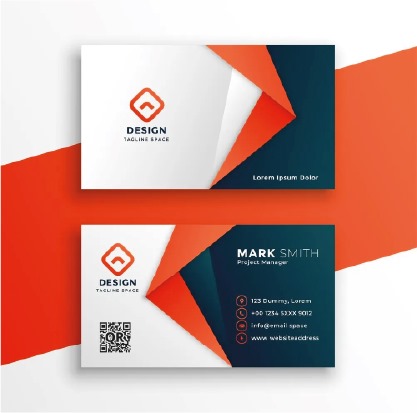 DESIGN
TAGLINE SPACE
Lorem Ipsum Dolor
MARK SMITH
Project Manager
DESIGN
TAGLINE SPACE
123 Dummy, Lorem
+00 1234 5XXX 9012
info@email space
www. websiteaddress
QR